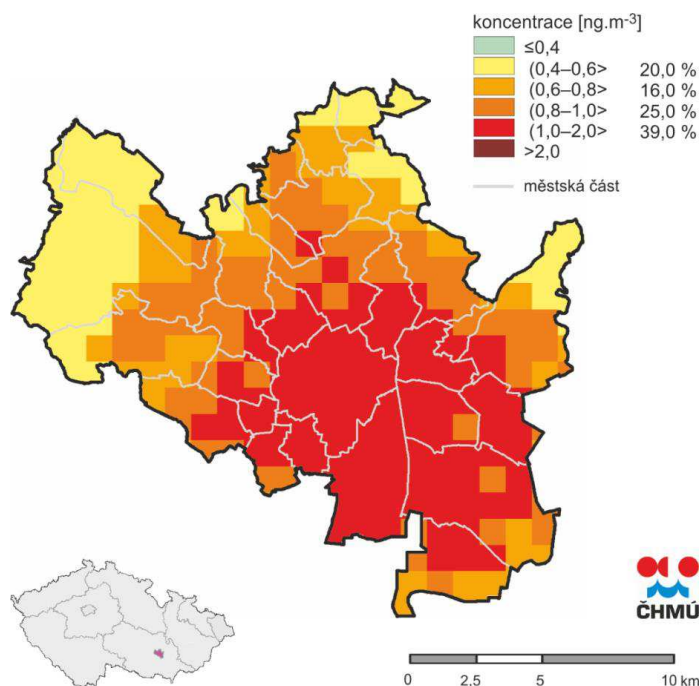 koncentrace [ng.m-3]
≤0,4
(0,4–0,6> 20,0 %
(0,6–0,8> 16,0 %
(0,8–1,0> 25,0 %
(1,0–2,0> 39,0 %
>2,0
městská část
ČHMÚ
0 2,5 5 10 km